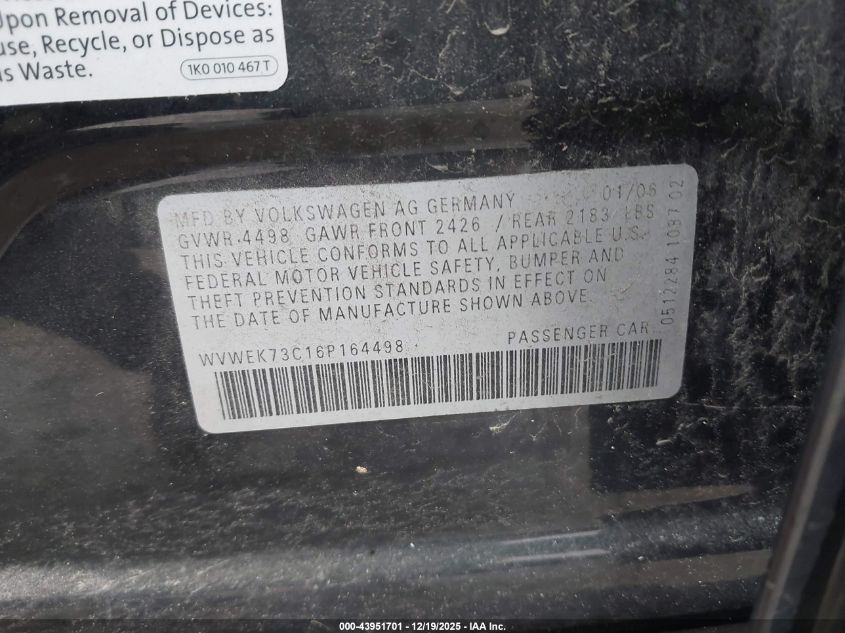 Upon Removal of Devices:
use, Recycle, or Dispose as
s Waste.
1K0 010 467 T
MFD BY VOLKSWAGEN AG GERMANY 01/06
GVWR 4498 GAWR FRONT 2426 / REAR 2183 LBS
THIS VEHICLE CONFORMS TO ALL APPLICABLE U.S.
FEDERAL MOTOR VEHICLE SAFETY, BUMPER AND
THEFT PREVENTION STANDARDS IN EFFECT ON
THE DATE OF MANUFACTURE SHOWN ABOVE
WVWEK73C16P164498 PASSENGER CAR
0512284 1087 02
000-43951701 - 12/19/2025 - IAA Inc.